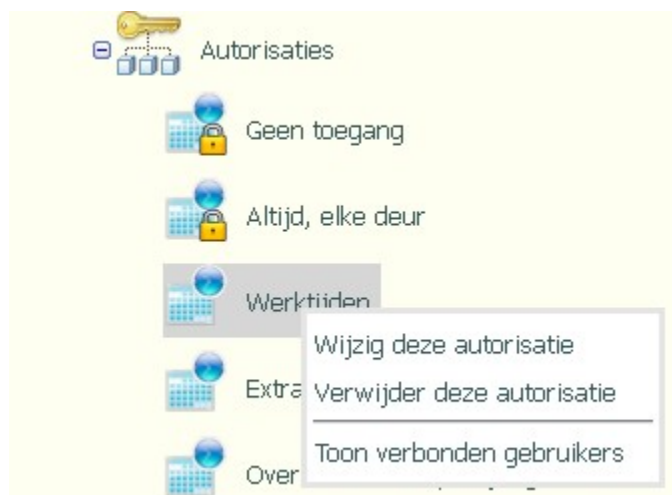 Autorisaties
Geen toegang
Altijd, elke deur
Werktijden
Wijzig deze autorisatie
Extra
Verwijder deze autorisatie
Toon verbonden gebruikers
Over